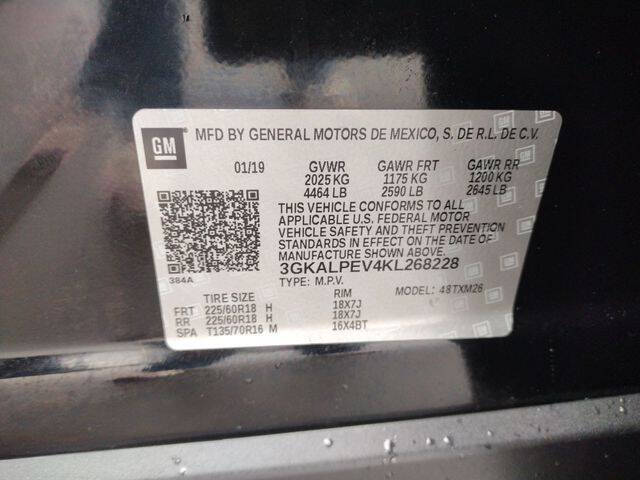 GM MFD BY GENERAL MOTORS DE MEXICO, S. DE R.L. DE C.V.
01/19 GVWR GAWR FRT GAWR RR
2025 KG 1175 KG 1200 KG
4464 LB 2590 LB 2645 LB
THIS VEHICLE CONFORMS TO ALL
APPLICABLE U.S. FEDERAL MOTOR
VEHICLE SAFETY AND THEFT PREVENTION
STANDARDS IN EFFECT ON THE DATE OF
MANUFACTURE SHOWN ABOVE.
3GKALPEV4KL268228
384A TYPE: M.P.V. MODEL: 48TXM26
TIRE SIZE RIM
FRT 225/60R18 H 18X7J
RR 225/60R18 H 18X7J
SPA T135/70R16 M 16X4BT